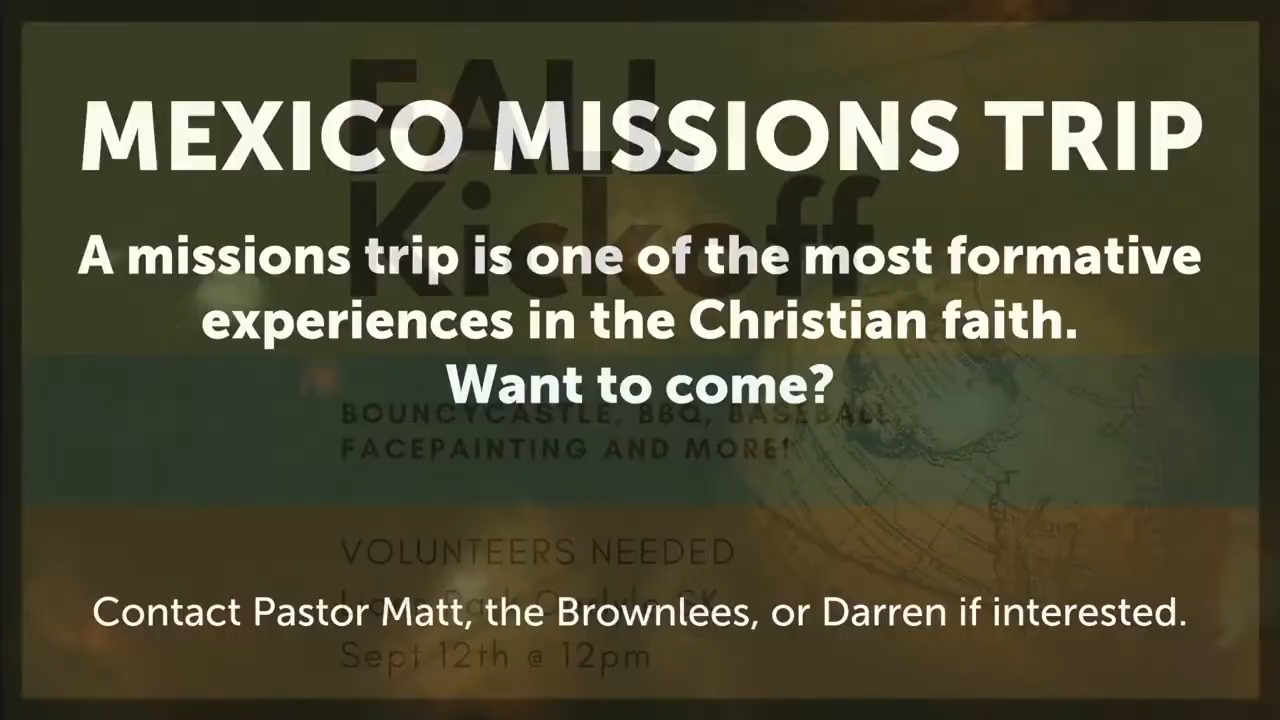 FALL
MEXICO MISSIONS TRIP
Kickoff
A missions trip is one of the most formative
experiences in the Christian faith.
Want to come?
BOUNCYCASTLE, BBQ, BASEBALL,
FACEPAINTING AND MORE!
VOLUNTEERS NEEDED
Contact Pastor Matt, the Brownlees, or Darren if interested.
Sept 12th @ 12pm